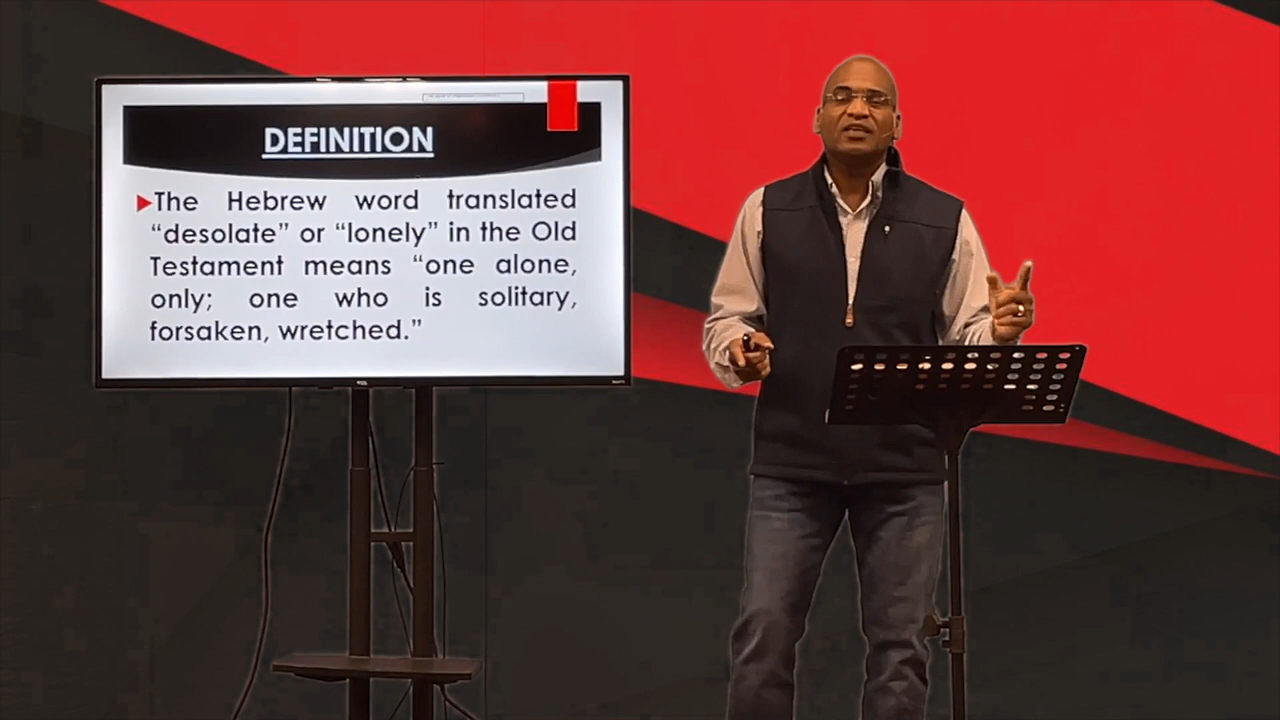 DEFINITION
The Hebrew word translated
“desolate” or “lonely” in the Old
Testament means “one alone,
only; one who is solitary,
forsaken, wretched.”
TCL